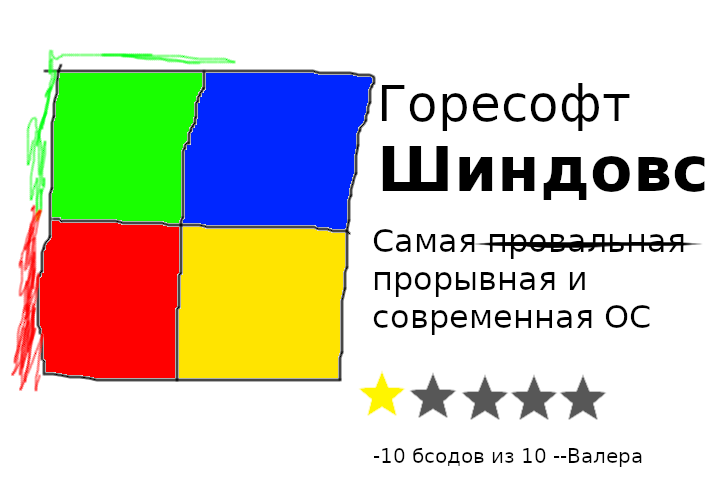 Горесофт
Шиндовс
Самая провальная
прорывная и
современная ОС
-10 бсодов из 10 --Валера